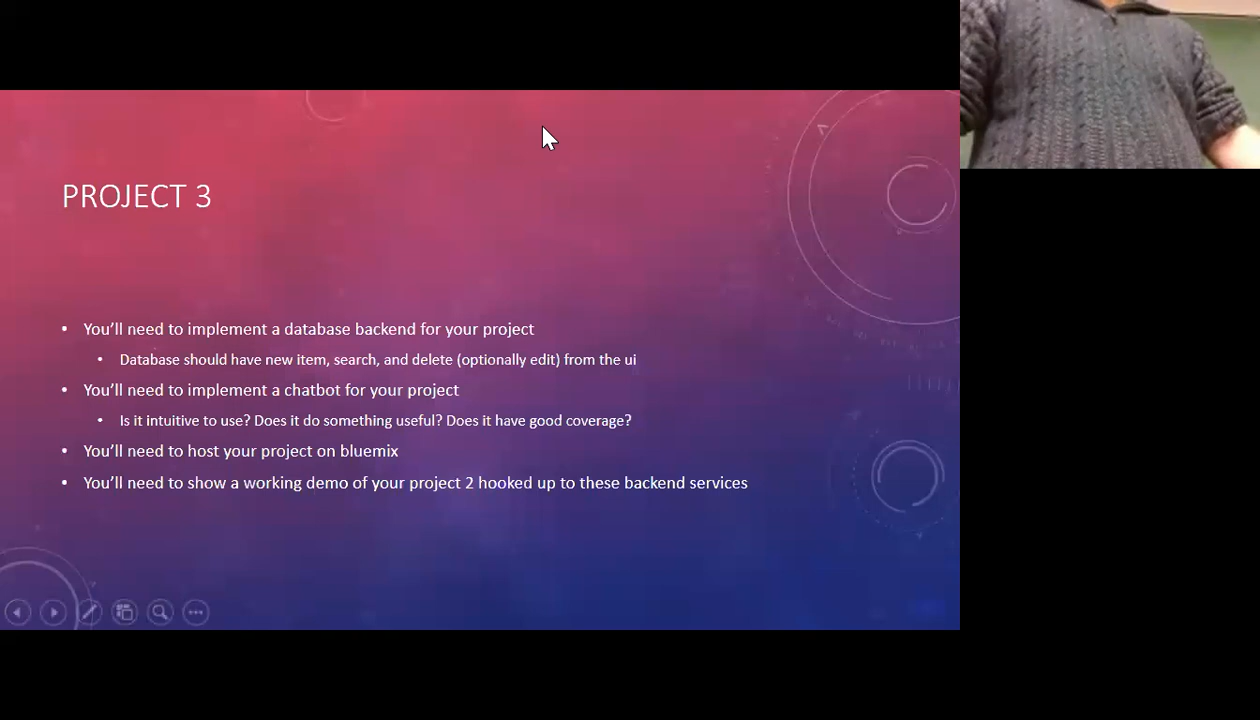 PROJECT 3
• You'll need to implement a database backend for your project
• Database should have new item, search, and delete (optionally edit) from the ui
• You'll need to implement a chatbot for your project
• Is it intuitive to use? Does it do something useful? Does it have good coverage?
• You'll need to host your project on bluemix
• You'll need to show a working demo of your project 2 hooked up to these backend services